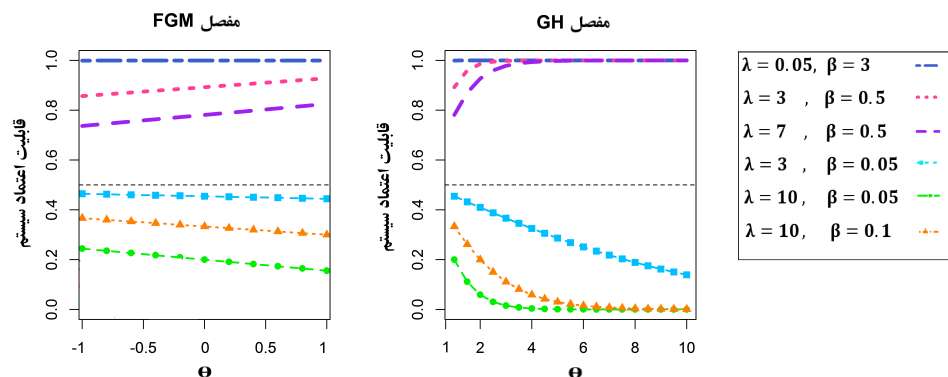 مفصل FGM
مفصل GH
قابلیت اعتماد سیستم
1.0
0.8
0.6
0.4
0.2
0.0
-1 -0.5 0 0.5 1
Θ
قابلیت اعتماد سیستم
1.0
0.8
0.6
0.4
0.2
0.0
2 4 6 8 10
1
Θ
λ = 0.05, β = 3
λ = 3 , β = 0.5
λ = 7 , β = 0.5
λ = 3 , β = 0.05
λ = 10 , β = 0.05
λ = 10 , β = 0.1